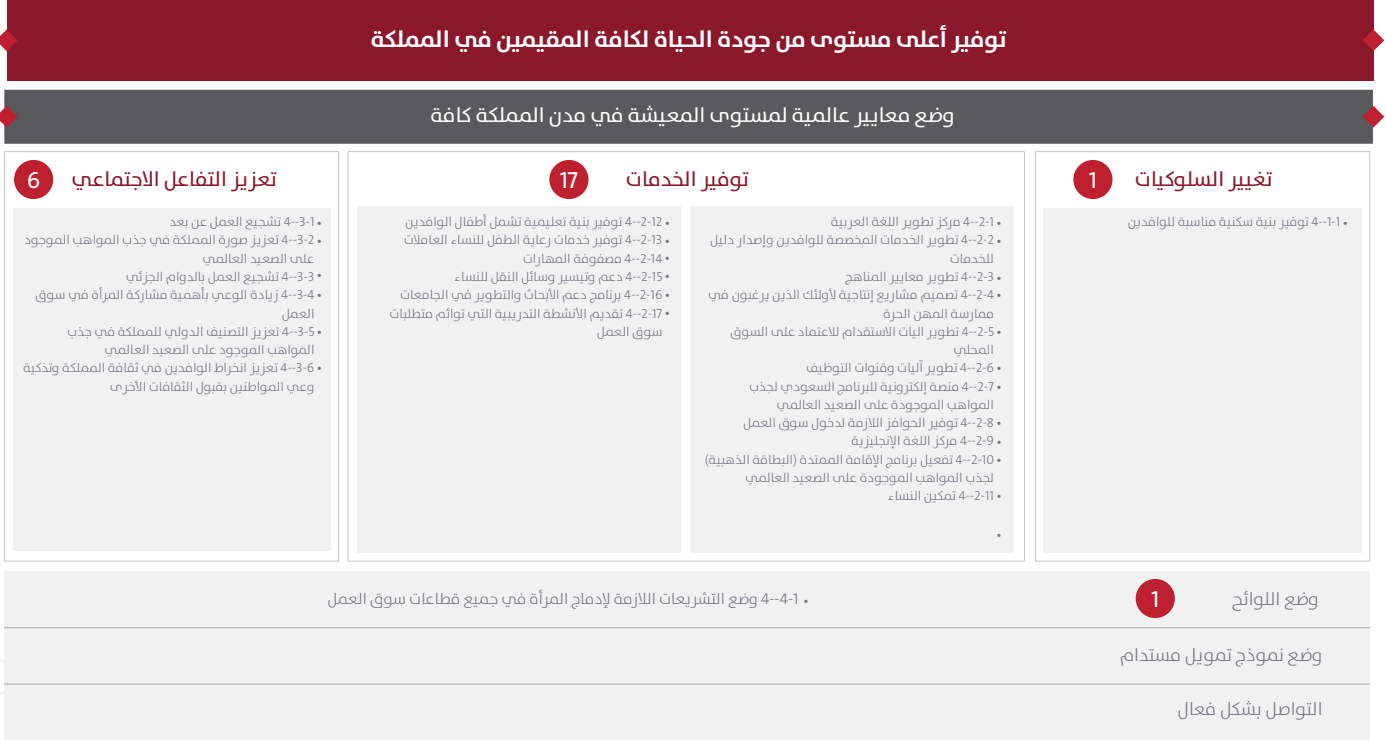 توفير أعلى مستوى من جودة الحياة لكافة المقيمين في المملكة
وضع معايير عالمية لمستوى المعيشة في مدن المملكة كافة
تغيير السلوكيات
1
• 4--1-1 توفير بنية سكنية مناسبة للوافدين
توفير الخدمات
17
• 4--2-1 مركز تطوير اللغة العربية
• 4--2-2 تطوير الخدمات المخصصة للوافدين وإصدار دليل
للخدمات
• 4--2-3 تطوير معايير المناهج
• 4--2-4 تصميم مشاريع إنتاجية لأولئك الذين يرغبون في
ممارسة المهن الحرة
• 4--2-5 تطوير اليات الاستقدام للاعتماد على السوق
المحلي
• 4--2-6 تطوير آليات وقنوات التوظيف
• 4--2-7 منصة إلكترونية للبرنامج السعودي لجذب
المواهب الموجودة على الصعيد العالمي
• 4--2-8 توفير الحوافز اللازمة لدخول سوق العمل
• 4--2-9 مركز اللغة الإنجليزية
• 4--2-10 تفعيل برنامج الإقامة الممتدة (البطاقة الذهبية)
لجذب المواهب الموجودة على الصعيد العالمي
• 4--2-11 تمكين النساء
•
• 4--2-12 توفير بنية تعليمية تشمل أطفال الوافدين
• 4--2-13 توفير خدمات رعاية الطفل للنساء العاملات
• 4--2-14 مصفوفة المهارات
• 4--2-15 دعم وتيسير وسائل النقل للنساء
• 4--2-16 برنامج دعم الأبحاث والتطوير في الجامعات
• 4--2-17 تقديم الأنشطة التدريبية التي توائم متطلبات
سوق العمل
تعزيز التفاعل الاجتماعي
6
• 4--3-1 تشجيع العمل عن بعد
• 4--3-2 تعزيز صورة المملكة في جذب المواهب الموجود
على الصعيد العالمي
• 4--3-3 تشجيع العمل بالدوام الجزئي
• 4--3-4 زيادة الوعي بأهمية مشاركة المرأة في سوق
العمل
• 4--3-5 تعزيز التصنيف الدولي للمملكة في جذب
المواهب الموجود على الصعيد العالمي
• 4--3-6 تعزيز انخراط الوافدين في ثقافة المملكة وتذكية
وعي المواطنين بقبول الثقافات الأخرى
وضع اللوائح
1
• 4--4-1 وضع التشريعات اللازمة لإدماج المرأة في جميع قطاعات سوق العمل
وضع نموذج تمويل مستدام
التواصل بشكل فعال